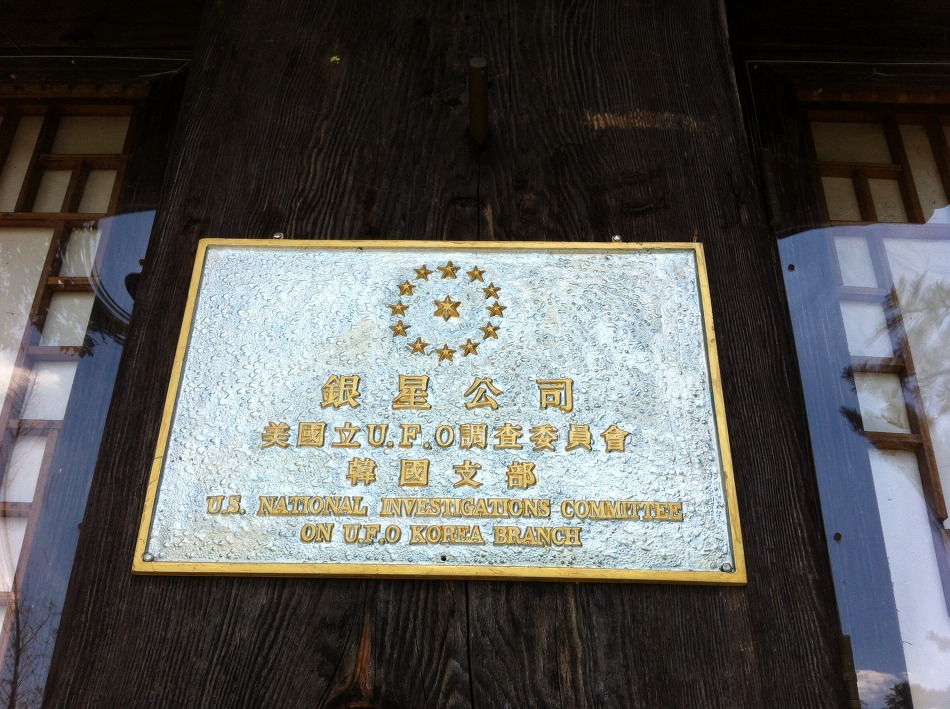 銀星公司
美國立U.F.O調査委員會
韓國支部
U.S. NATIONAL INVESTIGATIONS COMMITTEE
ON U.F.O KOREA BRANCH